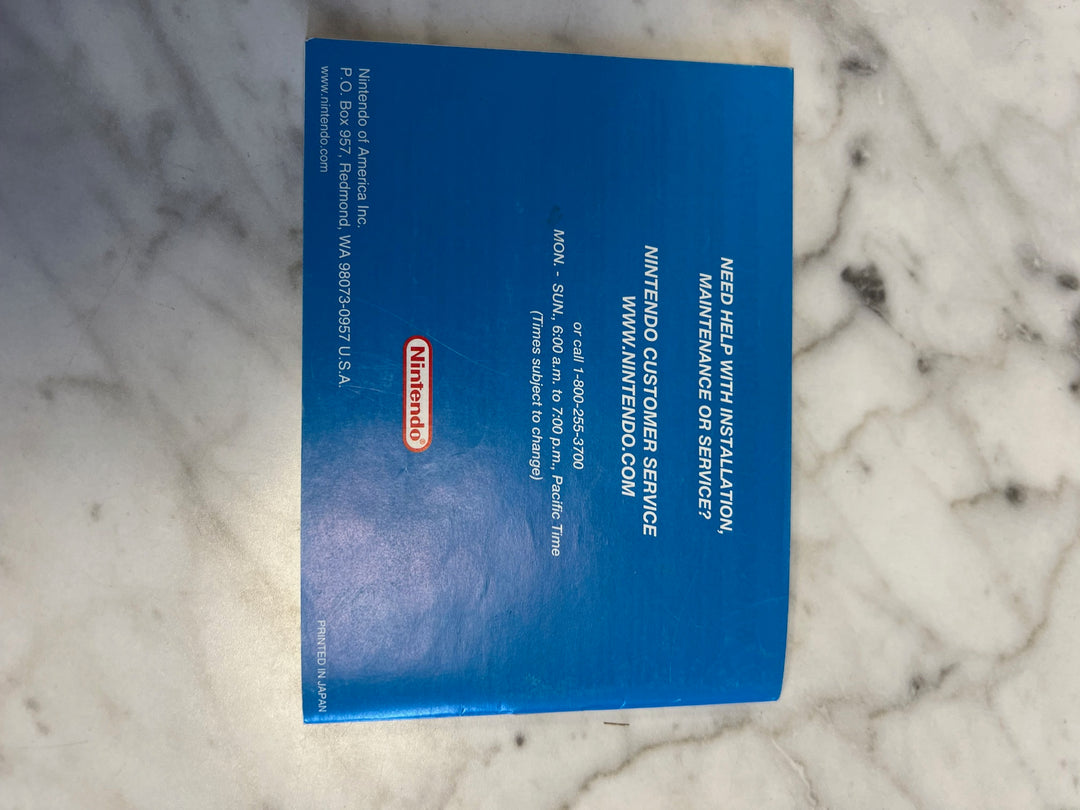 NEED HELP WITH INSTALLATION,
MAINTENANCE OR SERVICE?
NINTENDO CUSTOMER SERVICE
WWW.NINTENDO.COM
or call 1-800-255-3700
MON. - SUN., 6:00 a.m. to 7:00 p.m., Pacific Time
(Times subject to change)
Nintendo®
Nintendo of America Inc.
P.O. Box 957, Redmond, WA 98073-0957 U.S.A.
www.nintendo.com
PRINTED IN JAPAN